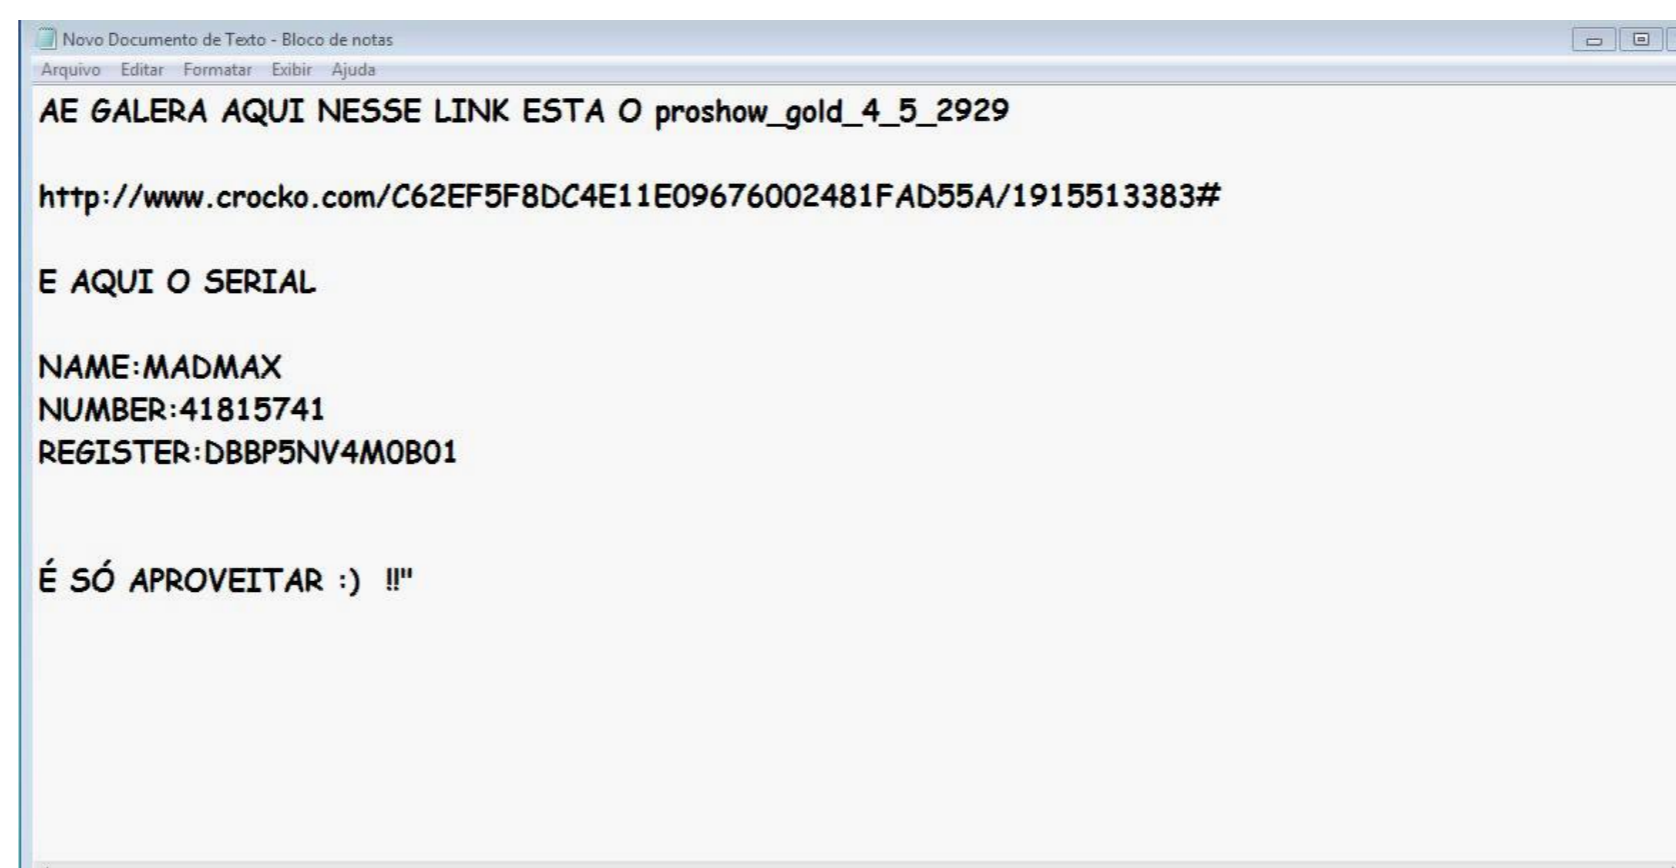 Novo Documento de Texto - Bloco de notas
Arquivo Editar Formatar Exibir Ajuda
AE GALERA AQUI NESSE LINK ESTA O proshow_gold_4_5_2929
http://www.crocko.com/C62EF5F8DC4E11E09676002481FAD55A/1915513383#
E AQUI O SERIAL
NAME:MADMAX
NUMBER:41815741
REGISTER:DBBP5NV4M0B01
É SÓ APROVEITAR :) !!"